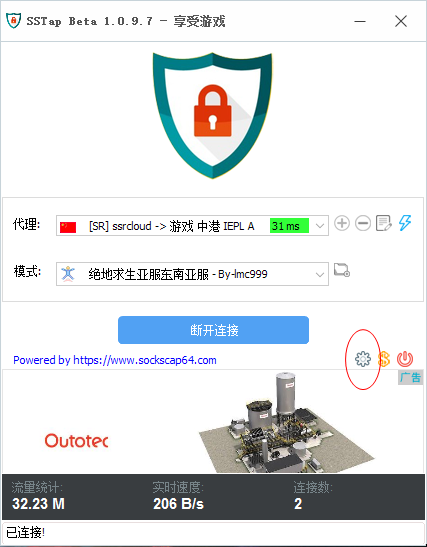 SSTap Beta 1.0.9.7 - 享受游戏
代理: [SR] ssrcloud -> 游戏 中港 IEPL A 31 ms
模式: 绝地求生亚服东南亚服 - By-lmc999
断开连接
Powered by https://www.sockscap64.com
广告
Outotec
流量统计: 实时速度: 连接数:
32.23 M 206 B/s 2
已连接!